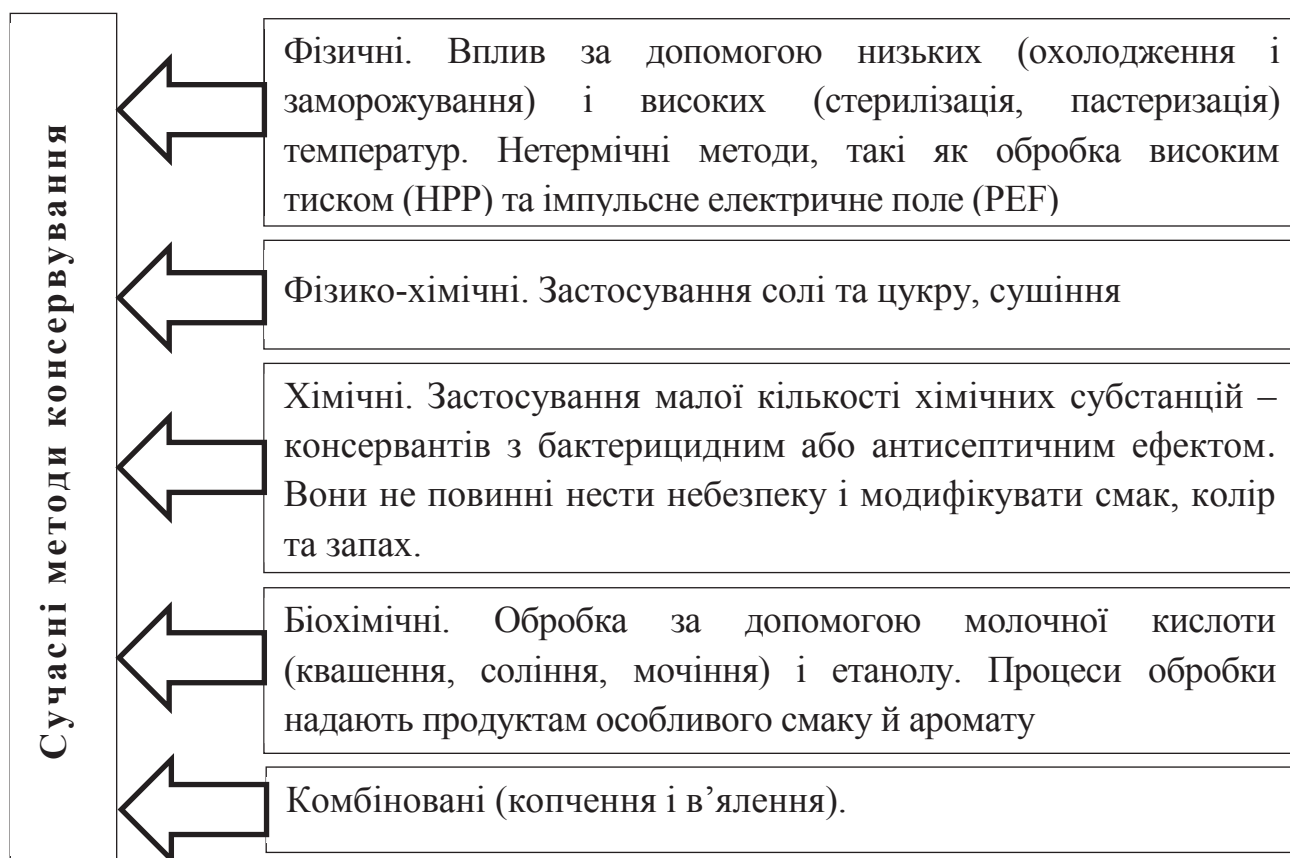 Сучасні методи консервування
Фізичні. Вплив за допомогою низьких (охолодження і
заморожування) і високих (стерилізація, пастеризація)
температур. Нетермічні методи, такі як обробка високим
тиском (HPP) та імпульсне електричне поле (PEF)
Фізико-хімічні. Застосування солі та цукру, сушіння
Хімічні. Застосування малої кількості хімічних субстанцій –
консервантів з бактерицидним або антисептичним ефектом.
Вони не повинні нести небезпеку і модифікувати смак, колір
та запах.
Біохімічні. Обробка за допомогою молочної кислоти
(квашення, соління, мочіння) і етанолу. Процеси обробки
надають продуктам особливого смаку й аромату
Комбіновані (копчення і в’ялення).